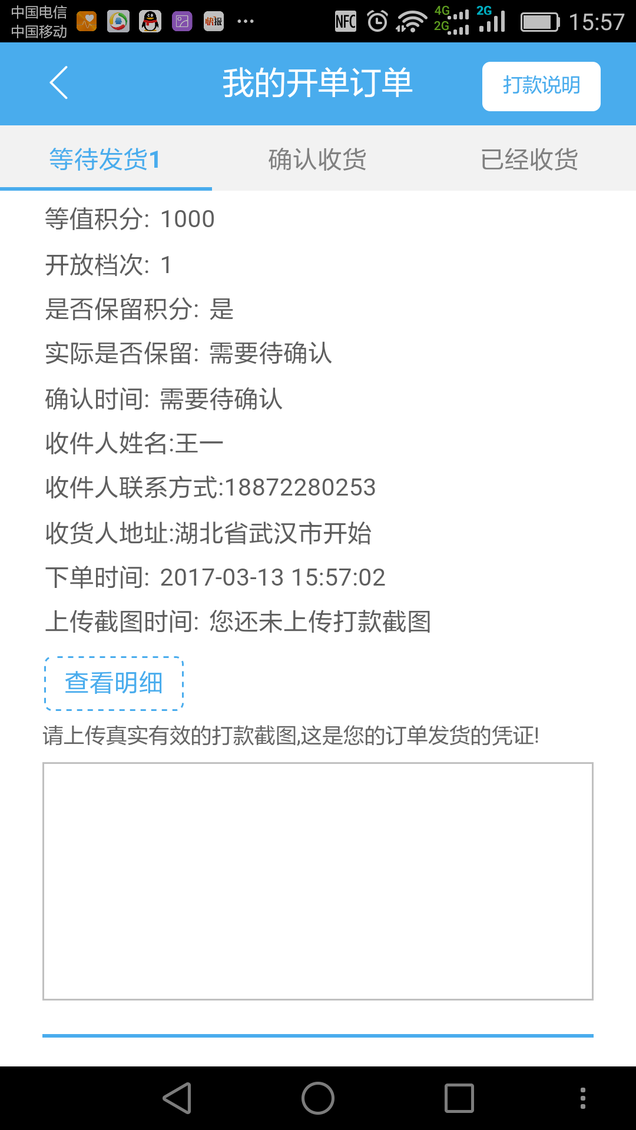 中国电信
中国移动
快报
NFC
4G
2G
2G
15:57
我的开单订单
打款说明
等待发货1
确认收货
已经收货
等值积分: 1000
开放档次: 1
是否保留积分: 是
实际是否保留: 需要待确认
确认时间: 需要待确认
收件人姓名:王一
收件人联系方式:18872280253
收货人地址:湖北省武汉市开始
下单时间: 2017-03-13 15:57:02
上传截图时间: 您还未上传打款截图
查看明细
请上传真实有效的打款截图,这是您的订单发货的凭证!